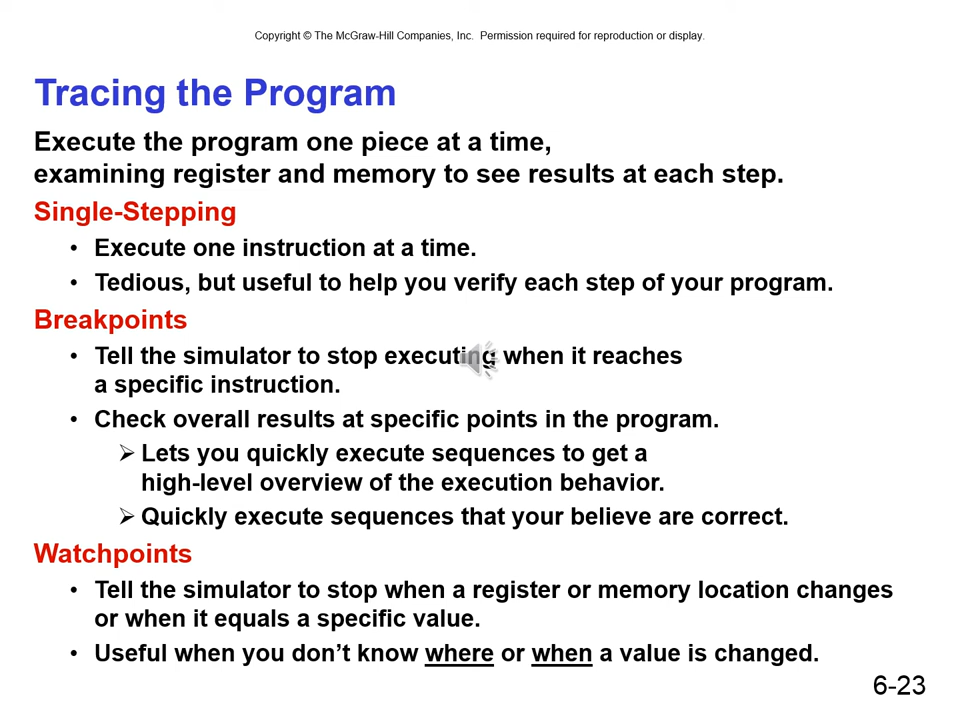 Copyright © The McGraw-Hill Companies, Inc.  Permission required for reproduction or display.
Tracing the Program
Execute the program one piece at a time,
examining register and memory to see results at each step.
Single-Stepping
• Execute one instruction at a time.
• Tedious, but useful to help you verify each step of your program.
Breakpoints
• Tell the simulator to stop executing when it reaches
a specific instruction.
• Check overall results at specific points in the program.
➢ Lets you quickly execute sequences to get a
high-level overview of the execution behavior.
➢ Quickly execute sequences that your believe are correct.
Watchpoints
• Tell the simulator to stop when a register or memory location changes
or when it equals a specific value.
• Useful when you don’t know where or when a value is changed.
6-23